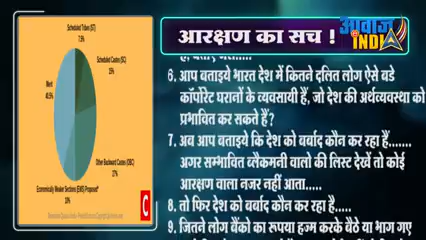 आरक्षण का सच !
अावाज
INDIA
Scheduled Tribes (ST)
7.5%
Scheduled Castes (SC)
15%
Merit
40.5%
Other Backward Castes (OBC)
27%
Economically Weaker Sections (EWS) Proposed*
10%
C
6. आप बताइये भारत देश में कितने दलित लोग ऐसे बडे
कॉर्पोरेट घरानों के व्यवसायी हैं, जो देश की अर्थव्यवस्था को
प्रभावित कर सकते हैं?
7. अब आप बताइये कि देश को बर्वाद कौन कर रहा हैं......
अगर सम्भावित ब्लैकमनी वालो की लिस्ट देखें तो कोई
आरक्षण वाला नजर नहीं आता.....
8. तो फिर देश को बर्वाद कौन कर रहा है.....
9. जितने लोग बैंको का रूपया हज्म करके बैठे या भाग गए